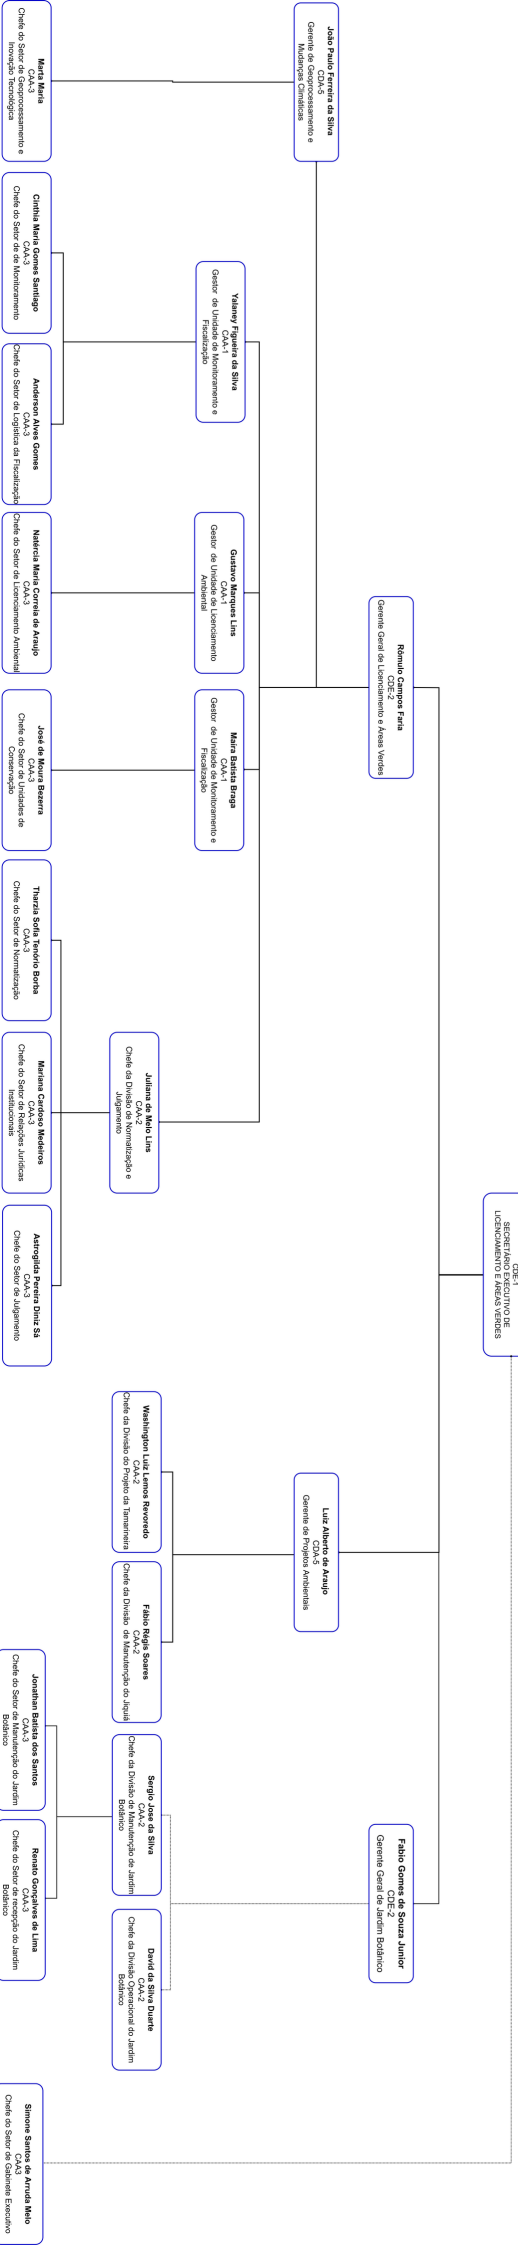 CDE-1
SECRETÁRIO EXECUTIVO DE
LICENCIAMENTO E ÁREAS VERDES
Rômulo Campos Faria
CDE-2
Gerente Geral de Licenciamento e Áreas Verdes
Fabio Gomes de Souza Junior
CDE-2
Gerente Geral de Jardim Botânico
João Paulo Ferreira da Silva
CDA-5
Gerente de Geoprocessamento e
Mudanças Climáticas
Luiz Alberto de Araujo
CDA-5
Gerente de Projetos Ambientais
Yalaney Figueira da Silva
CAA-1
Gestor de Unidade de Monitoramento e
Fiscalização
Gustavo Marques Lins
CAA-1
Gestor de Unidade de Licenciamento
Ambiental
Maira Batista Braga
CAA-1
Gestor de Unidade de Monitoramento e
Fiscalização
Juliana de Melo Lins
CAA-2
Chefe da Divisão de Normatização e
Julgamento
Washington Luiz Lemos Revoredo
CAA-2
Chefe da Divisão do Projeto da Tamarineira
Fábio Régis Soares
CAA-2
Chefe da Divisão de Manutenção do Jiquiá
Sergio Jose da Silva
CAA-2
Chefe da Divisão de Manutenção de Jardim
Botânico
David da Silva Duarte
CAA-2
Chefe da Divisão Operacional do Jardim
Botânico
Marta Maria
CAA-3
Chefe do Setor de Geoprocessamento e
Inovação Tecnológica
Cinthia Maria Gomes Santiago
CAA-3
Chefe do Setor de de Monitoramento
Anderson Alves Gomes
CAA-3
Chefe do Setor de Logística da Fiscalização
Natércia Maria Correia de Araujo
CAA-3
Chefe do Setor de Licenciamento Ambiental
José de Moura Bezerra
CAA-3
Chefe do Setor de Unidades de
Conservação
Tharzia Sofia Tenório Borba
CAA-3
Chefe do Setor de Normatização
Mariana Cardoso Medeiros
CAA-3
Chefe do Setor de Relações Jurídicas
Institucionais
Astrogilda Pereira Diniz Sá
CAA-3
Chefe do Setor de Julgamento
Jonathan Batista dos Santos
CAA-3
Chefe do Setor de Manutenção do Jardim
Botânico
Renato Gonçalves de Lima
CAA-3
Chefe do Setor de recepção do Jardim
Botânico
Simone Santos de Arruda Melo
CAA3
Chefe do Setor de Gabinete Executivo